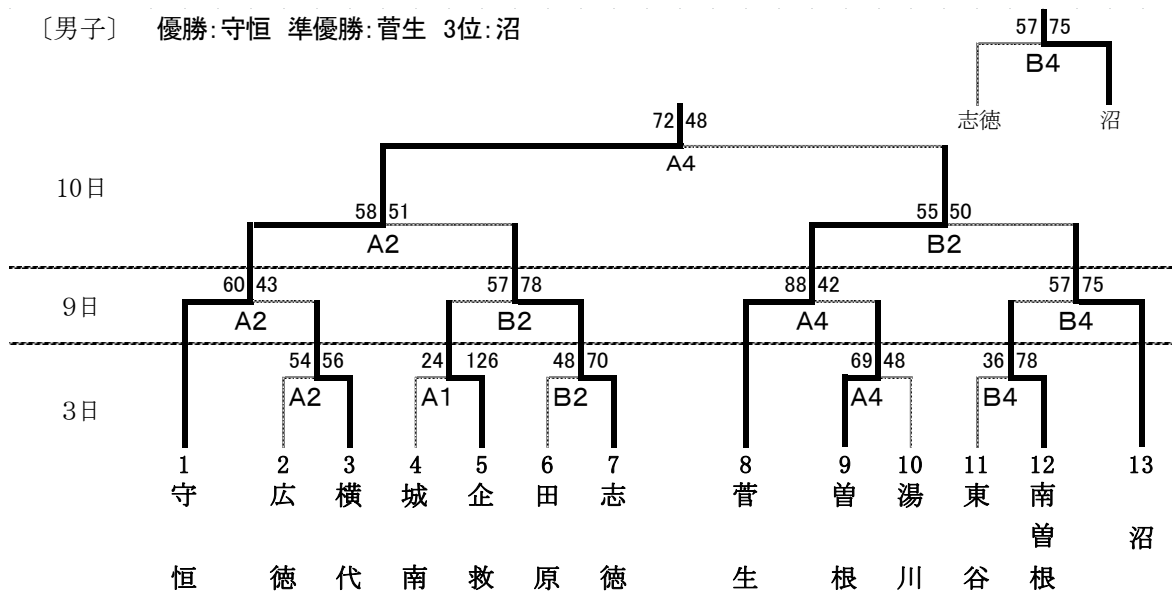 〔男子〕 優勝:守恒 準優勝:菅生 3位:沼
57 75
B4
志徳 沼
72 48
A4
10日
58 51
A2
55 50
B2
9日
60 43
A2
57 78
B2
88 42
A4
57 75
B4
3日
54 56
A2
24 126
A1
48 70
B2
69 48
A4
36 78
B4
1 2 3 4 5 6 7 8 9 10 11 12 13
守恒 広徳 横代 城南 企救 田原 志徳 菅生 曽根 湯川 東谷 南曽根 沼